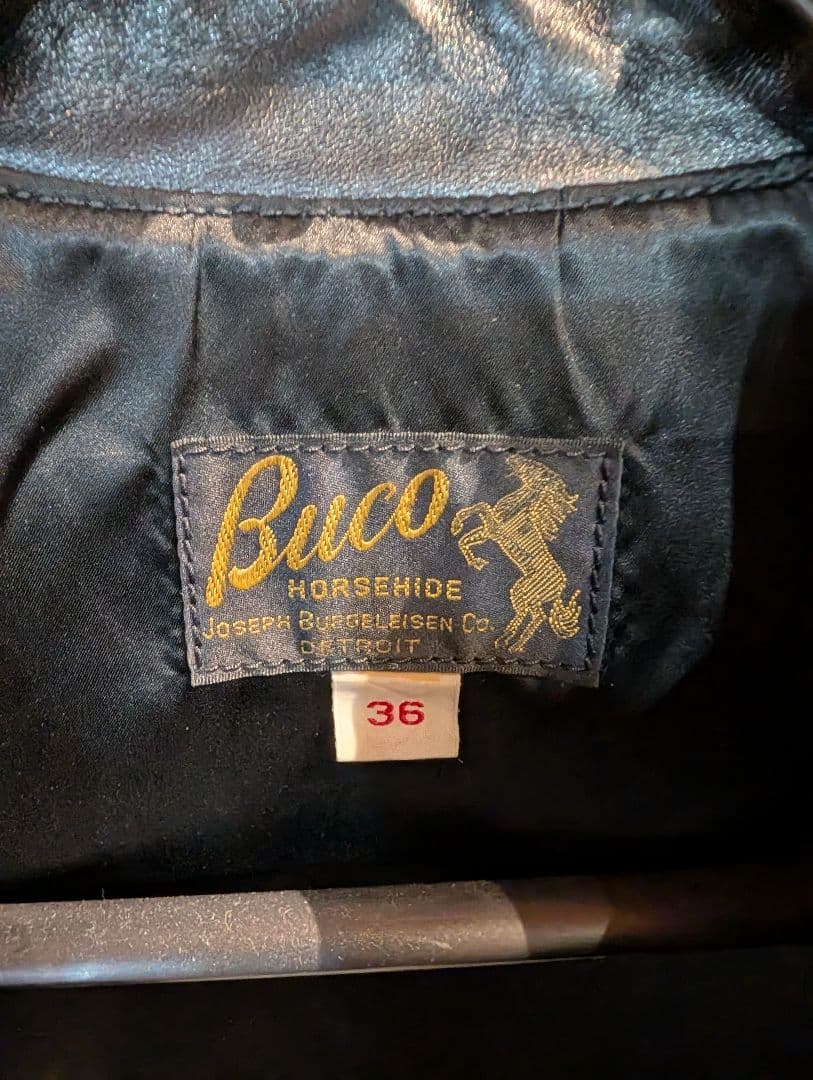 Buco
HORSEHIDE
JOSEPH BUEGELEISEN CO.
DETROIT
36